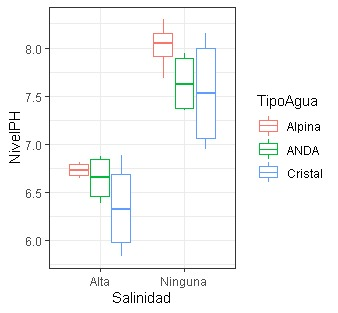 8.0
7.5
7.0
6.5
6.0
NivelPH
Alta
Ninguna
Salinidad
TipoAgua
Alpina
ANDA
Cristal